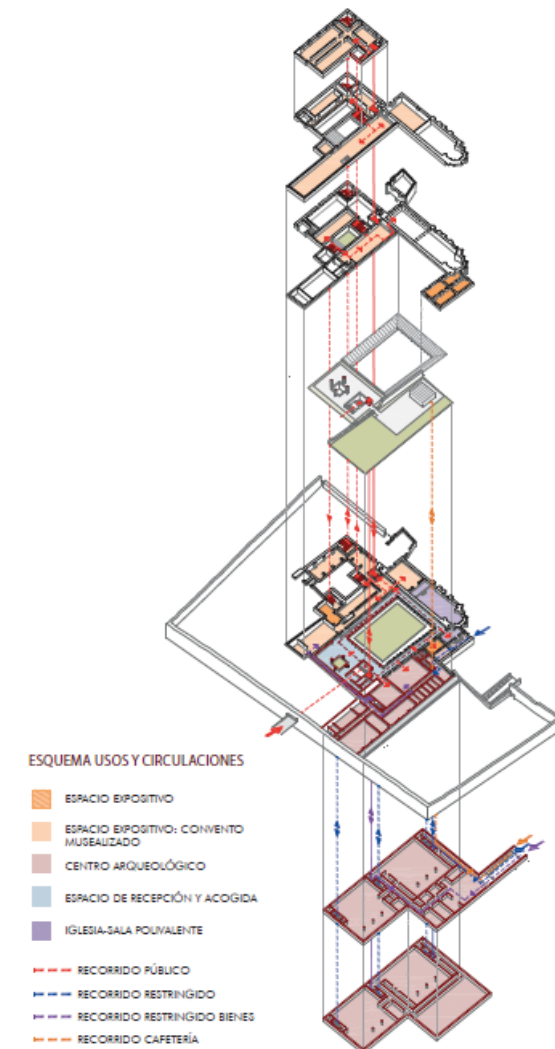 ESQUEMA USOS Y CIRCULACIONES
ESPACIO EXPOSITIVO
ESPACIO EXPOSITIVO: CONVENTO
MUSEALIZADO
CENTRO ARQUEOLÓGICO
ESPACIO DE RECEPCIÓN Y ACOGIDA
IGLESIA-SALA POLIVALENTE
RECORRIDO PÚBLICO
RECORRIDO RESTRINGIDO
RECORRIDO RESTRINGIDO BIENES
RECORRIDO CAFETERÍA